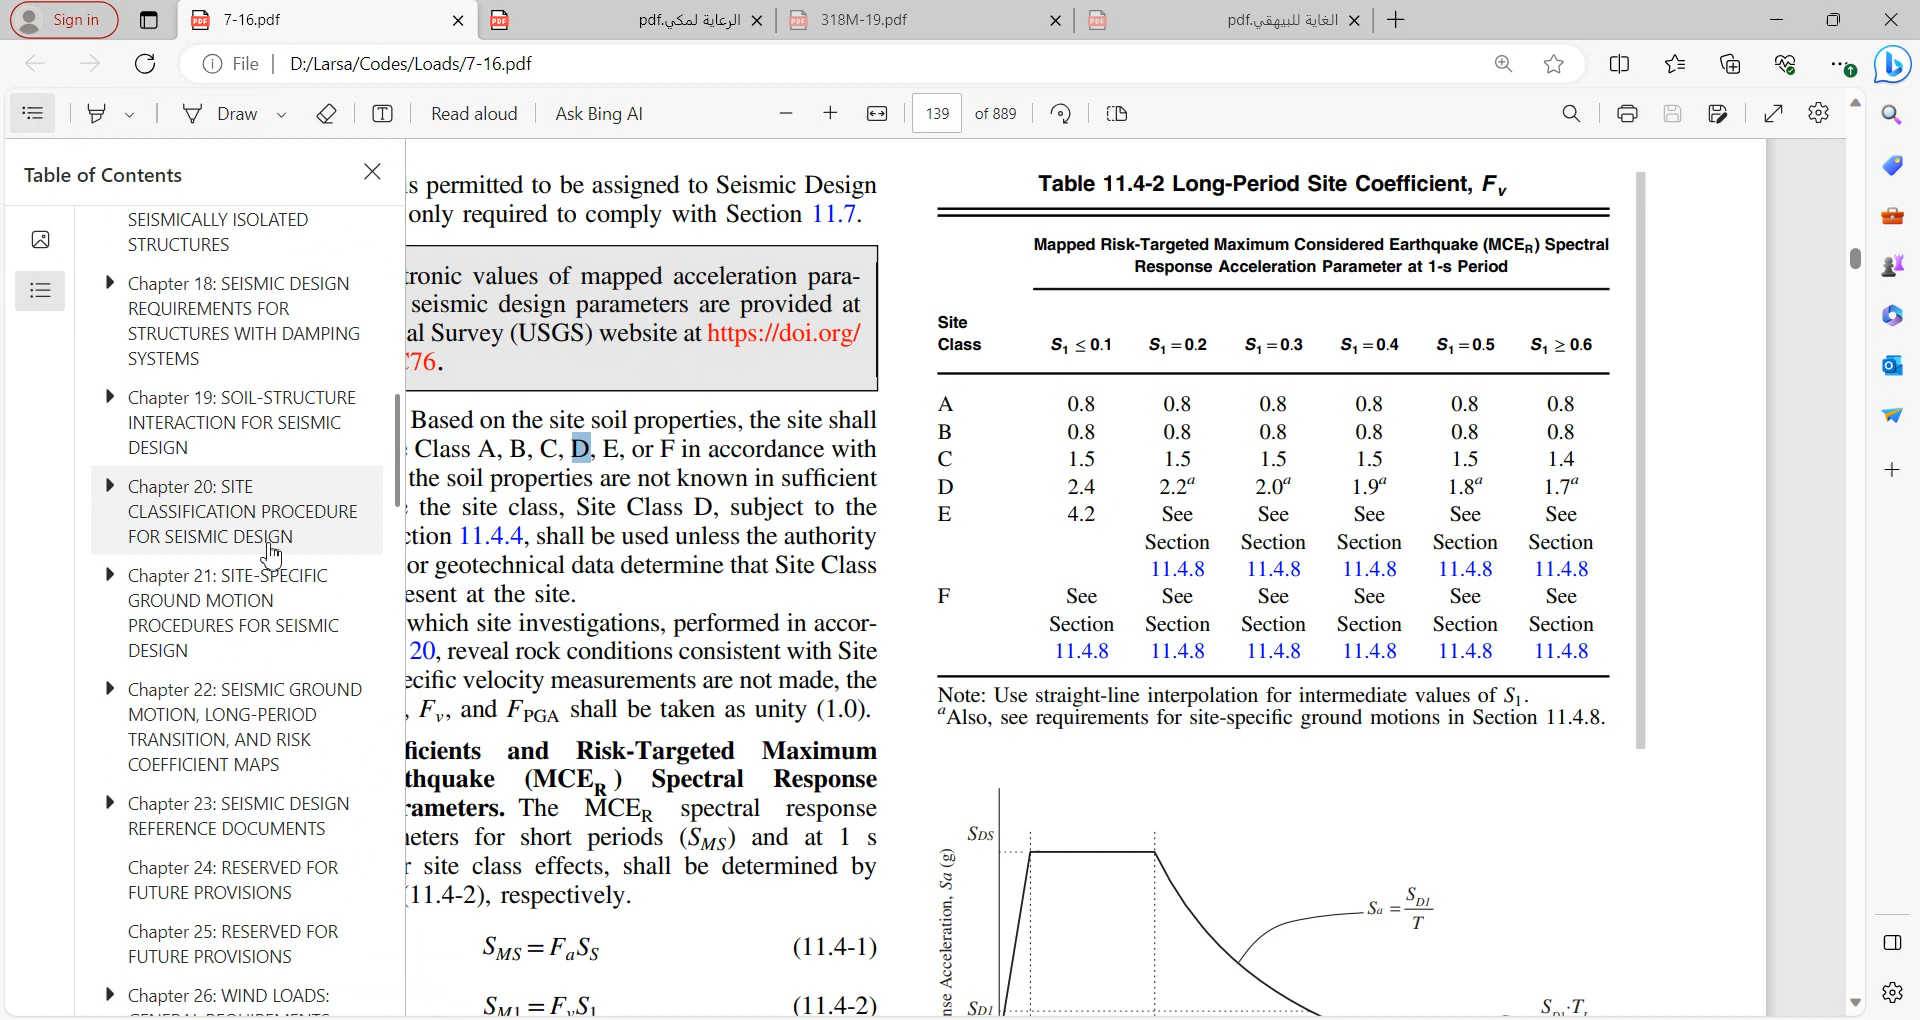 Sign in
7-16.pdf
الرعاية لمكي.pdf
318M-19.pdf
الغاية للبيهقي.pdf
File
D:/Larsa/Codes/Loads/7-16.pdf
Draw
Read aloud
Ask Bing AI
139 of 889
Table of Contents
SEISMICALLY ISOLATED
STRUCTURES
Chapter 18: SEISMIC DESIGN
REQUIREMENTS FOR
STRUCTURES WITH DAMPING
SYSTEMS
Chapter 19: SOIL-STRUCTURE
INTERACTION FOR SEISMIC
DESIGN
Chapter 20: SITE
CLASSIFICATION PROCEDURE
FOR SEISMIC DESIGN
Chapter 21: SITE-SPECIFIC
GROUND MOTION
PROCEDURES FOR SEISMIC
DESIGN
Chapter 22: SEISMIC GROUND
MOTION, LONG-PERIOD
TRANSITION, AND RISK
COEFFICIENT MAPS
Chapter 23: SEISMIC DESIGN
REFERENCE DOCUMENTS
Chapter 24: RESERVED FOR
FUTURE PROVISIONS
Chapter 25: RESERVED FOR
FUTURE PROVISIONS
Chapter 26: WIND LOADS:
is permitted to be assigned to Seismic Design
only required to comply with Section 11.7.
tronic values of mapped acceleration para-
seismic design parameters are provided at
al Survey (USGS) website at https://doi.org/
76.
Based on the site soil properties, the site shall
Class A, B, C, D, E, or F in accordance with
the soil properties are not known in sufficient
the site class, Site Class D, subject to the
ction 11.4.4, shall be used unless the authority
or geotechnical data determine that Site Class
esent at the site.
which site investigations, performed in accor-
20, reveal rock conditions consistent with Site
ecific velocity measurements are not made, the
, Fv, and FPGA shall be taken as unity (1.0).
ficients and Risk-Targeted Maximum
thquake (MCER) Spectral Response
rameters. The MCER spectral response
eters for short periods (SMS) and at 1 s
r site class effects, shall be determined by
(11.4-2), respectively.
SMS = FaSS (11.4-1)
SM1 = FvS1 (11.4-2)
Table 11.4-2 Long-Period Site Coefficient, Fv
Mapped Risk-Targeted Maximum Considered Earthquake (MCER) Spectral
Response Acceleration Parameter at 1-s Period
Site
Class S1 ≤ 0.1 S1 = 0.2 S1 = 0.3 S1 = 0.4 S1 = 0.5 S1 ≥ 0.6
A 0.8 0.8 0.8 0.8 0.8 0.8
B 0.8 0.8 0.8 0.8 0.8 0.8
C 1.5 1.5 1.5 1.5 1.5 1.4
D 2.4 2.2a 2.0a 1.9a 1.8a 1.7a
E 4.2 See See See See See
Section Section Section Section Section
11.4.8 11.4.8 11.4.8 11.4.8 11.4.8
F See See See See See See
Section Section Section Section Section Section
11.4.8 11.4.8 11.4.8 11.4.8 11.4.8 11.4.8
Note: Use straight-line interpolation for intermediate values of S1.
aAlso, see requirements for site-specific ground motions in Section 11.4.8.
SDS
Sa = SD1
T
nse Acceleration, Sa (g)
SD1